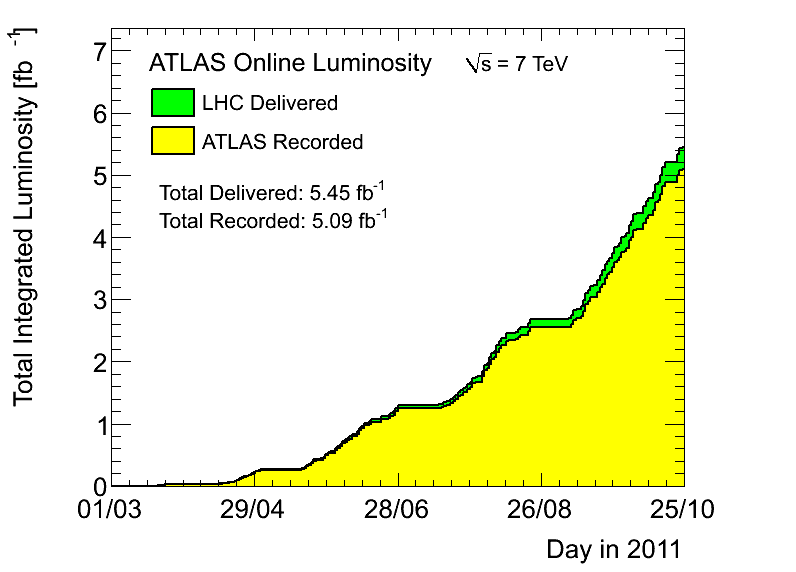 Total Integrated Luminosity [fb⁻¹]
7
6
5
4
3
2
1
0
ATLAS Online Luminosity √s = 7 TeV
LHC Delivered
ATLAS Recorded
Total Delivered: 5.45 fb⁻¹
Total Recorded: 5.09 fb⁻¹
01/03 29/04 28/06 26/08 25/10
Day in 2011